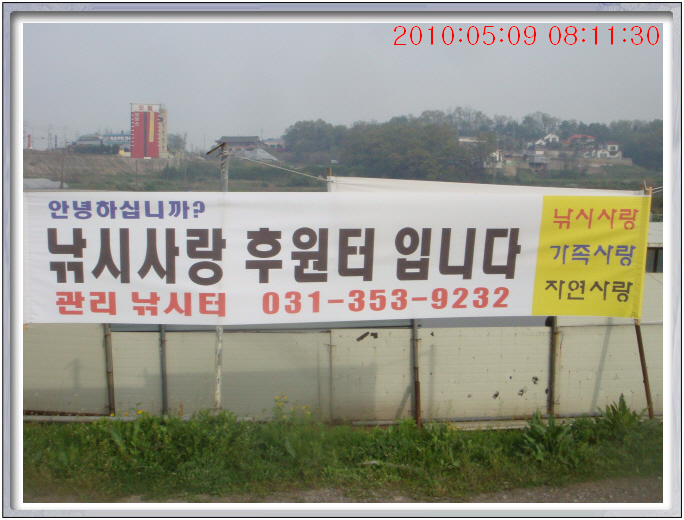 2010:05:09 08:11:30
안녕하십니까?
낚시사랑 후원터 입니다
관리 낚시터 031-353-9232
낚시사랑
가족사랑
자연사랑